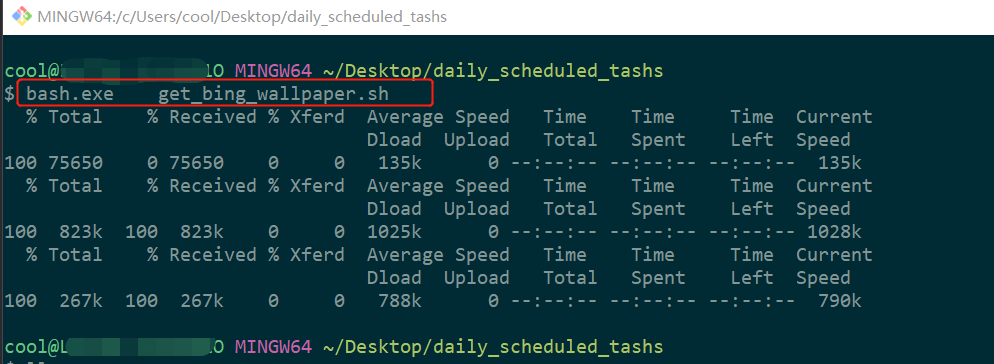 MINGW64:/c/Users/cool/Desktop/daily_scheduled_tashs
cool@ MINGW64 ~/Desktop/daily_scheduled_tashs
$ bash.exe    get_bing_wallpaper.sh
  % Total    % Received % Xferd  Average Speed   Time    Time     Time  Current
                                 Dload  Upload   Total   Spent    Left  Speed
100 75650    0 75650    0     0   135k      0 --:--:-- --:--:-- --:--:--  135k
  % Total    % Received % Xferd  Average Speed   Time    Time     Time  Current
                                 Dload  Upload   Total   Spent    Left  Speed
100  823k  100  823k    0     0  1025k      0 --:--:-- --:--:-- --:--:-- 1028k
  % Total    % Received % Xferd  Average Speed   Time    Time     Time  Current
                                 Dload  Upload   Total   Spent    Left  Speed
100  267k  100  267k    0     0   788k      0 --:--:-- --:--:-- --:--:--  790k
cool@ MINGW64 ~/Desktop/daily_scheduled_tashs